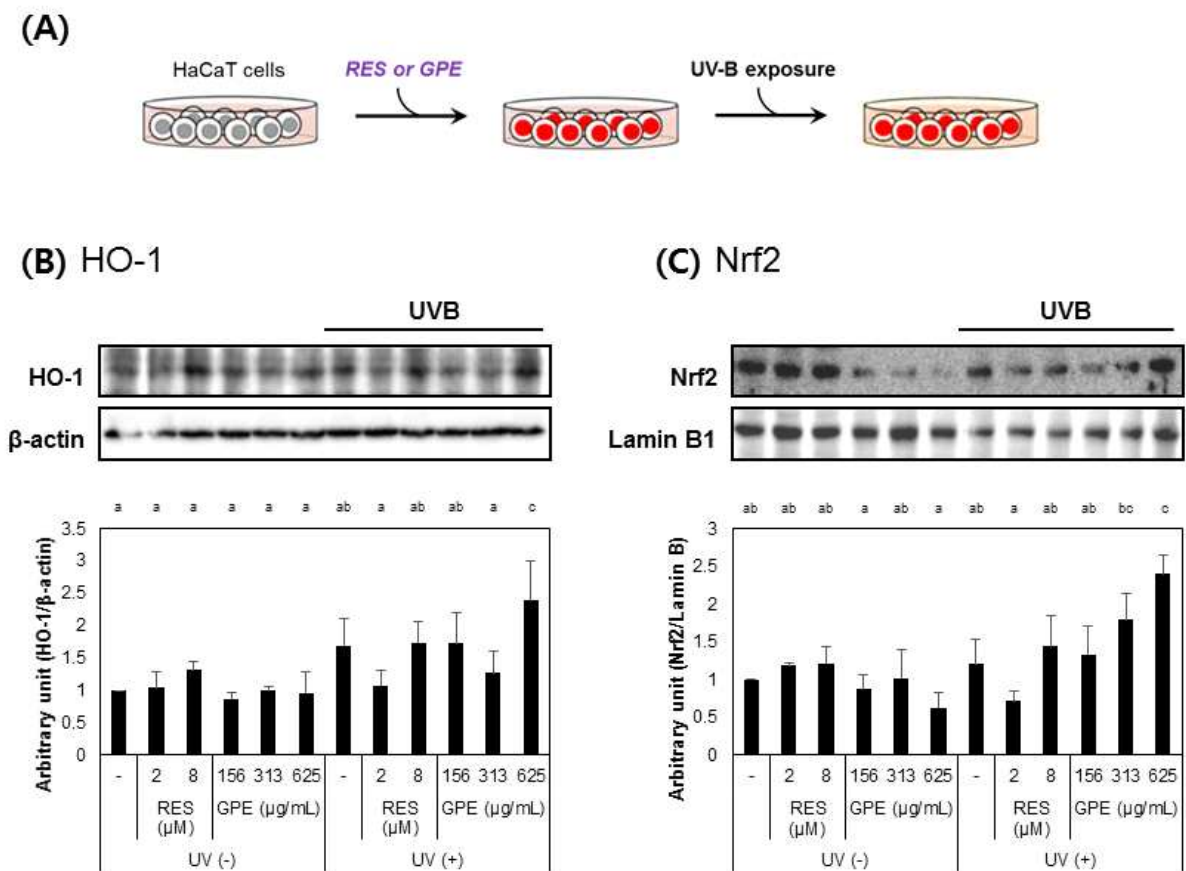 (A)
HaCaT cells
RES or GPE
UV-B exposure
(B) HO-1
UVB
HO-1
β-actin
a a a a a a ab a ab ab a c
Arbitrary unit (HO-1/β-actin)
3.5
3
2.5
2
1.5
1
0.5
0
- 2 8 156 313 625 - 2 8 156 313 625
RES (μM) GPE (μg/mL) RES (μM) GPE (μg/mL)
UV (-) UV (+)
(C) Nrf2
UVB
Nrf2
Lamin B1
ab ab ab a ab a ab a ab ab bc c
Arbitrary unit (Nrf2/Lamin B)
3
2.5
2
1.5
1
0.5
0
- 2 8 156 313 625 - 2 8 156 313 625
RES (μM) GPE (μg/mL) RES (μM) GPE (μg/mL)
UV (-) UV (+)